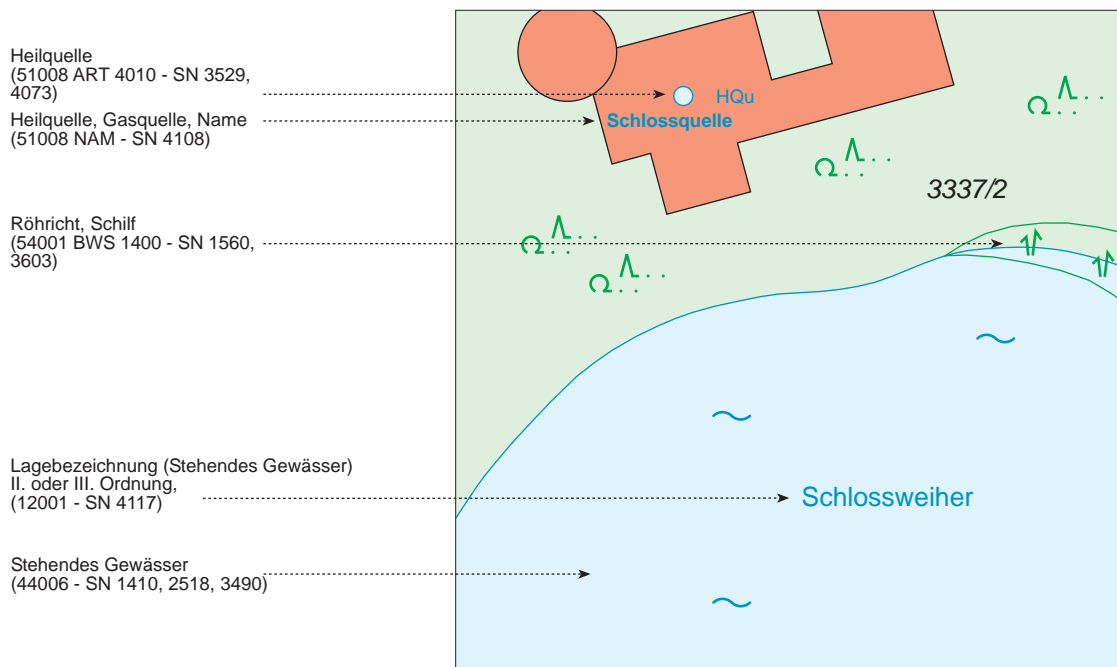 Heilquelle
(51008 ART 4010 - SN 3529,
4073)
Heilquelle, Gasquelle, Name
(51008 NAM - SN 4108)
HQu
Schlossquelle
3337/2
Röhricht, Schilf
(54001 BWS 1400 - SN 1560,
3603)
Lagebezeichnung (Stehendes Gewässer)
II. oder III. Ordnung,
(12001 - SN 4117)
Schlossweiher
Stehendes Gewässer
(44006 - SN 1410, 2518, 3490)